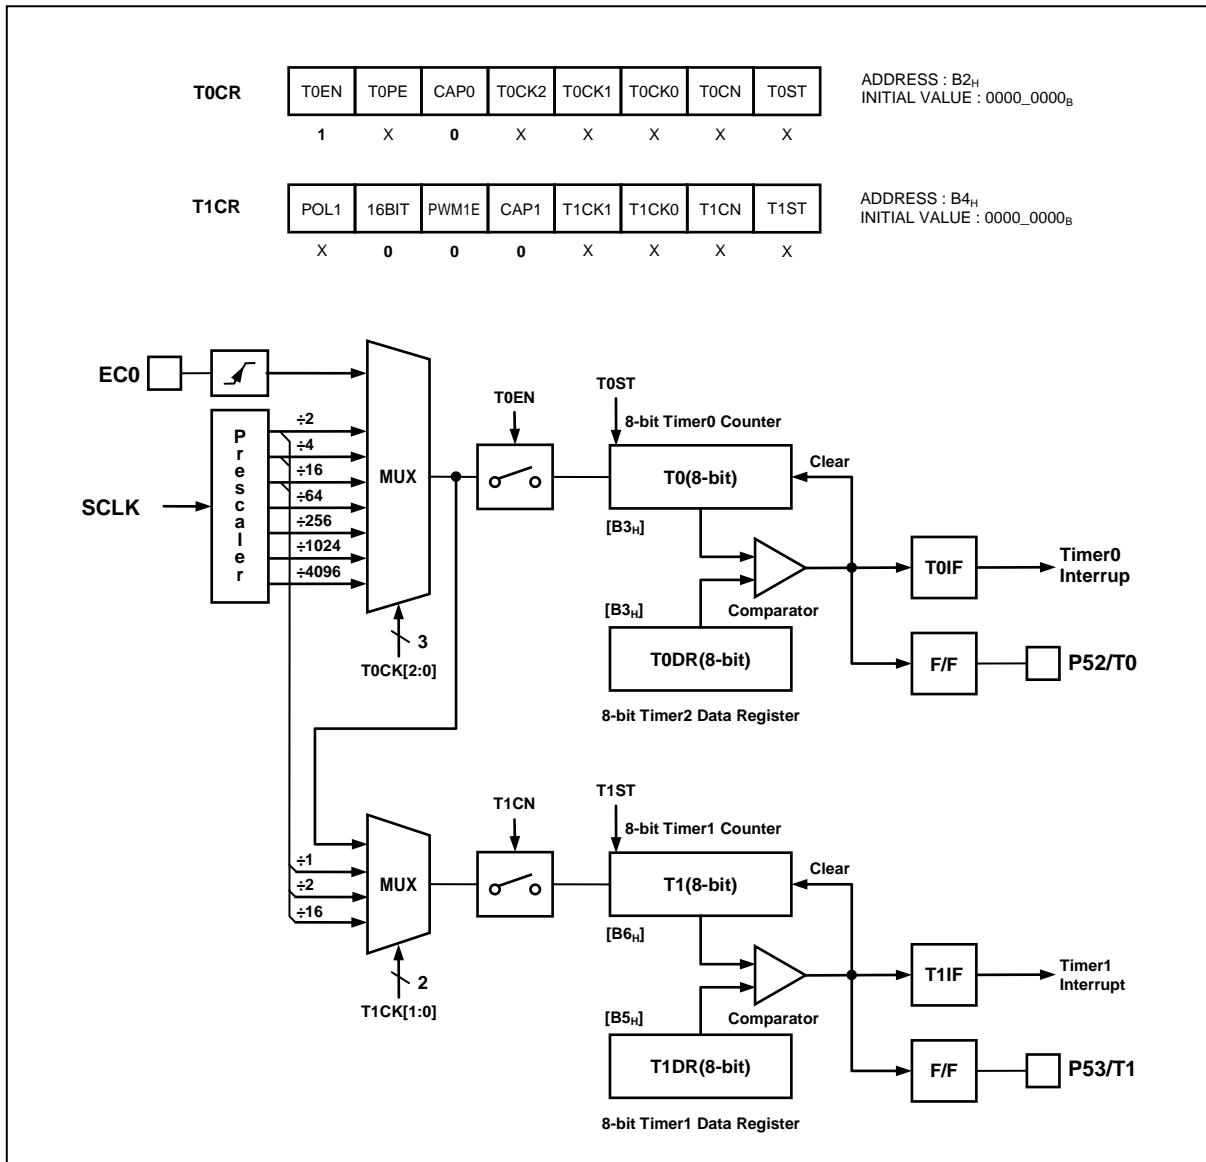 T0CR T0EN T0PE CAP0 T0CK2 T0CK1 T0CK0 T0CN T0ST ADDRESS : B2H
INITIAL VALUE : 0000_0000B
1 X 0 X X X X X
T1CR POL1 16BIT PWM1E CAP1 T1CK1 T1CK0 T1CN T1ST ADDRESS : B4H
INITIAL VALUE : 0000_0000B
X 0 0 0 X X X X
EC0
SCLK
Prescaler
÷2
÷4
÷16
÷64
÷256
÷1024
÷4096
MUX
3
T0CK[2:0]
T0EN
T0ST
8-bit Timer0 Counter
T0(8-bit)
Clear
[B3H]
Comparator
[B3H]
T0DR(8-bit)
8-bit Timer2 Data Register
T0IF
Timer0
Interrup
F/F
P52/T0
÷1
÷2
÷16
MUX
2
T1CK[1:0]
T1CN
T1ST
8-bit Timer1 Counter
T1(8-bit)
Clear
[B6H]
Comparator
[B5H]
T1DR(8-bit)
8-bit Timer1 Data Register
T1IF
Timer1
Interrupt
F/F
P53/T1